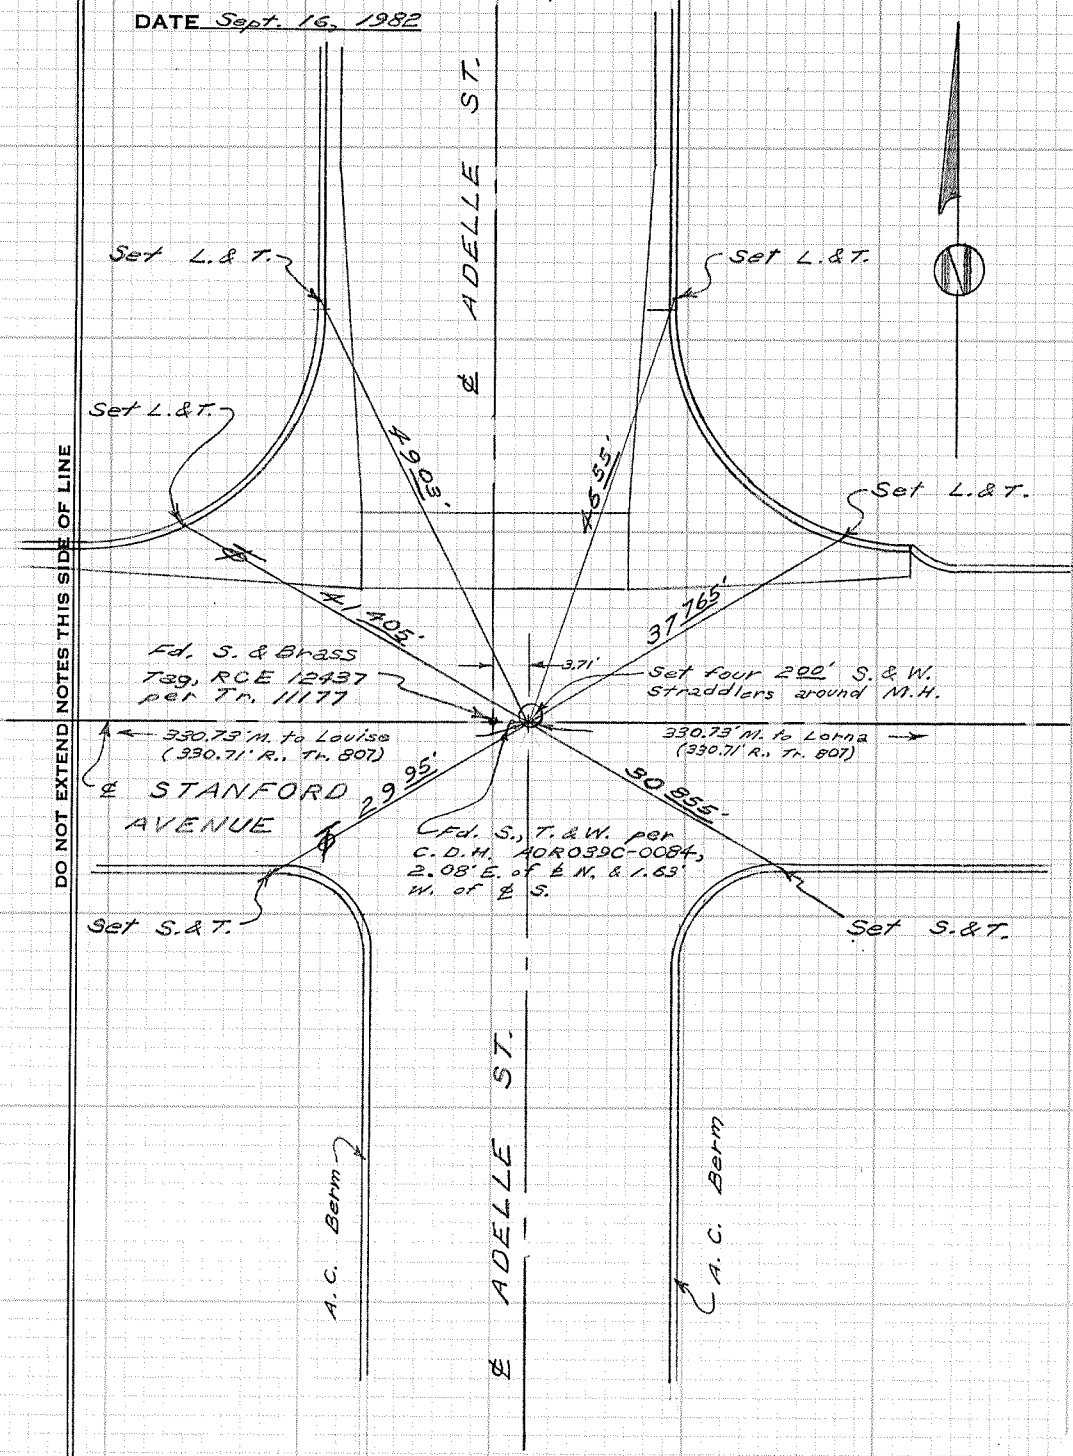 DATE Sept. 16, 1982
℄ ADELLE ST.
Set L. & T.
Set L. & T.
N
Set L. & T.
Set L. & T.
DO NOT EXTEND NOTES THIS SIDE OF LINE
49 03'
46 55'
41 405'
37 765'
Fd. S. & Brass
Tag, RCE 12437
per Tr. 11177
3.71'
Set four 2 00' S. & W.
Straddlers around M.H.
330.73' M. to Louise
(330.71' R., Tr. 807)
330.73' M. to Lorna
(330.71' R., Tr. 807)
℄ STANFORD
AVENUE
29 95'
30 855'
Fd. S., T. & W. per
C.D.H. AOR039C-0084,
2.08' E. of ℄ N. & 1.63'
W. of ℄ S.
Set S. & T.
Set S. & T.
℄ ADELLE ST.
A.C. Berm
A.C. Berm